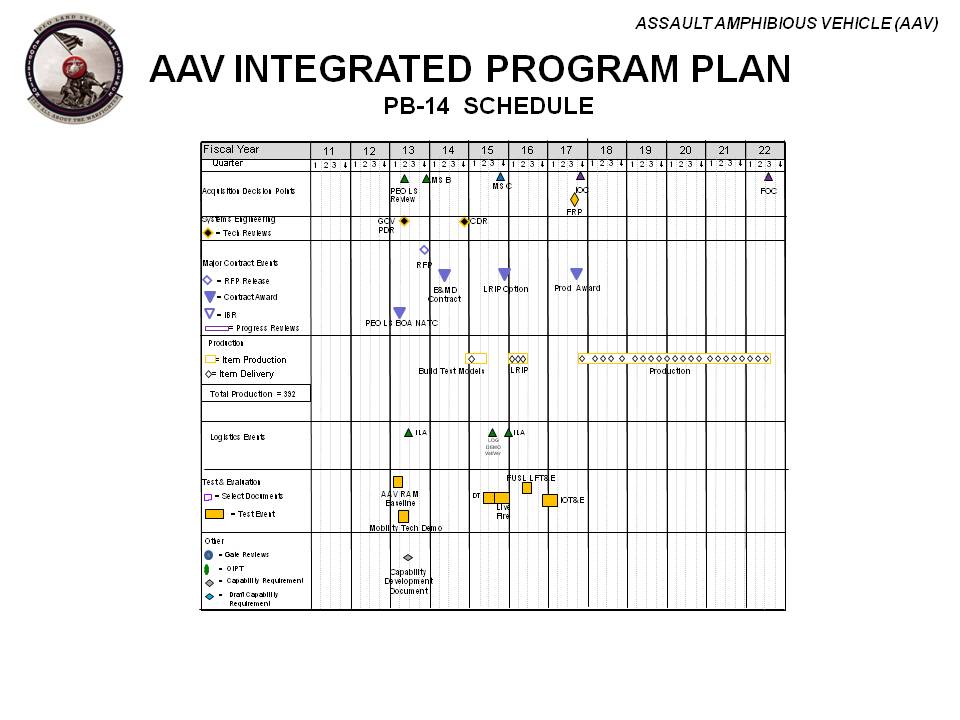 ASSAULT AMPHIBIOUS VEHICLE (AAV)
PEO LAND SYSTEMS
AAV INTEGRATED PROGRAM PLAN
PB-14 SCHEDULE
Fiscal Year 11 12 13 14 15 16 17 18 19 20 21 22
Quarter 1 2 3 4 1 2 3 4 1 2 3 4 1 2 3 4 1 2 3 4 1 2 3 4 1 2 3 4 1 2 3 4 1 2 3 4 1 2 3 4 1 2 3 4 1 2 3 4
Acquisition Decision Points
PEO LS
Review
MS B
MS C
IOC
FRP
FOC
Systems Engineering
= Tech Reviews
GOV
PDR
CDR
Major Contract Events
= RFP Release
= Contract Award
= IBR
= Progress Reviews
RFP
E&MD
Contract
LRIP Option
Prod Award
PEO LS BOA NATC
Production
= Item Production
= Item Delivery
Total Production = 392
Build Test Models
LRIP
Production
Logistics Events
ILA
LOG
DEMO
Val/Ver
ILA
Test & Evaluation
= Select Documents
= Test Event
AAV RAM
Baseline
Mobility Tech Demo
DT
Live
Fire
FUSL LFT&E
IOT&E
Other
= Gate Reviews
= OIPT
= Capability Requirement
= Draft Capability
Requirement
Capability
Development
Document